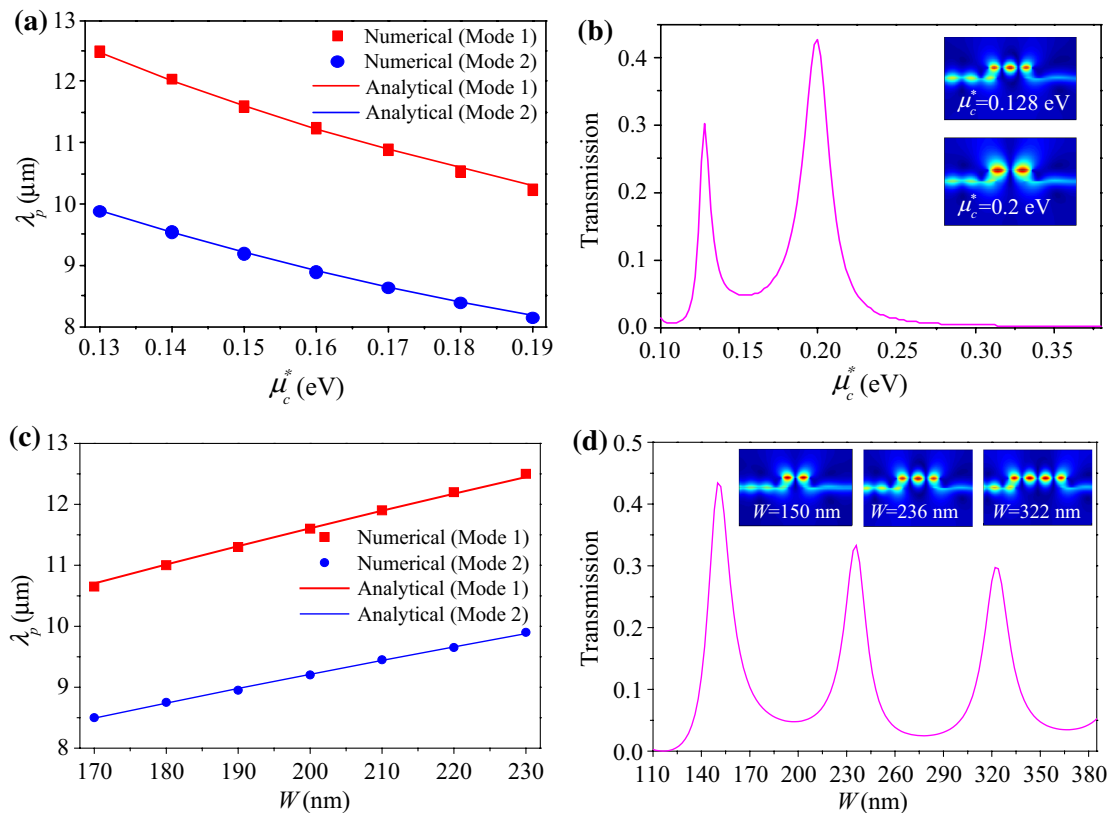 (a)
13
12
11
10
9
8
λp (μm)
Numerical (Mode 1)
Numerical (Mode 2)
Analytical (Mode 1)
Analytical (Mode 2)
0.13 0.14 0.15 0.16 0.17 0.18 0.19
μc* (eV)
(b)
0.4
0.3
0.2
0.1
0.0
Transmission
μc*=0.128 eV
μc*=0.2 eV
0.10 0.15 0.20 0.25 0.30 0.35
μc* (eV)
(c)
13
12
11
10
9
8
λp (μm)
Numerical (Mode 1)
Numerical (Mode 2)
Analytical (Mode 1)
Analytical (Mode 2)
170 180 190 200 210 220 230
W (nm)
(d)
0.5
0.4
0.3
0.2
0.1
0.0
Transmission
W=150 nm W=236 nm W=322 nm
110 150 170 200 230 260 290 320 350 380
W (nm)